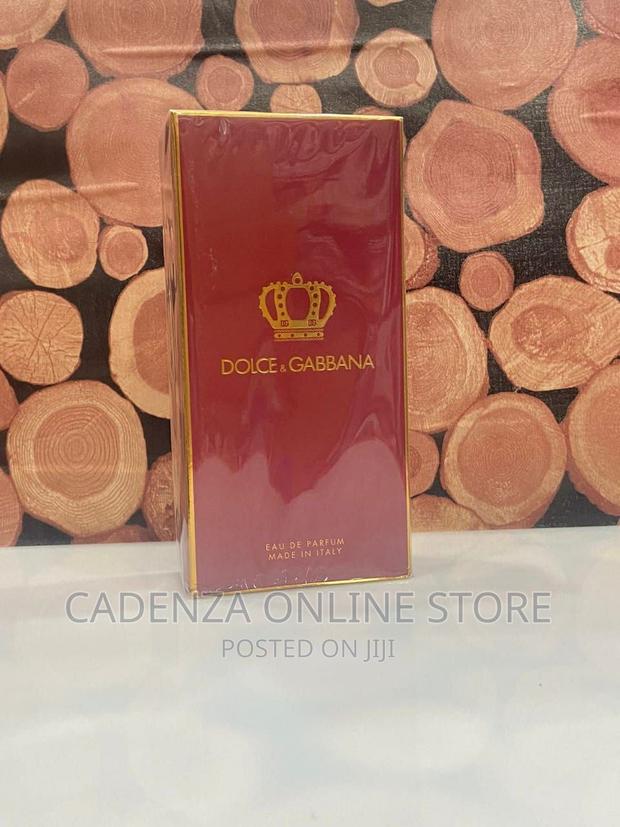 DOLCE & GABBANA
EAU DE PARFUM
MADE IN ITALY
CADENZA ONLINE STORE
POSTED ON JIJI